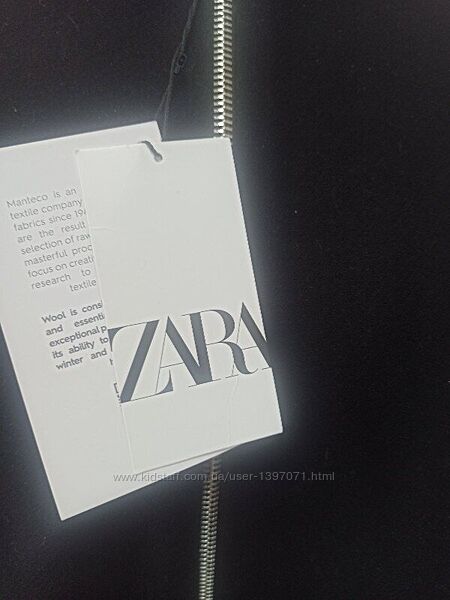 Manteco is an
textile company
fabrics since 19
are the result
selection of raw
masterful proc
focus on creati
research to
textile
Wool is cons
and essenti
exceptional p
its ability to
winter and
ZARA
www.kidstaff.com.ua/user-1397071.html